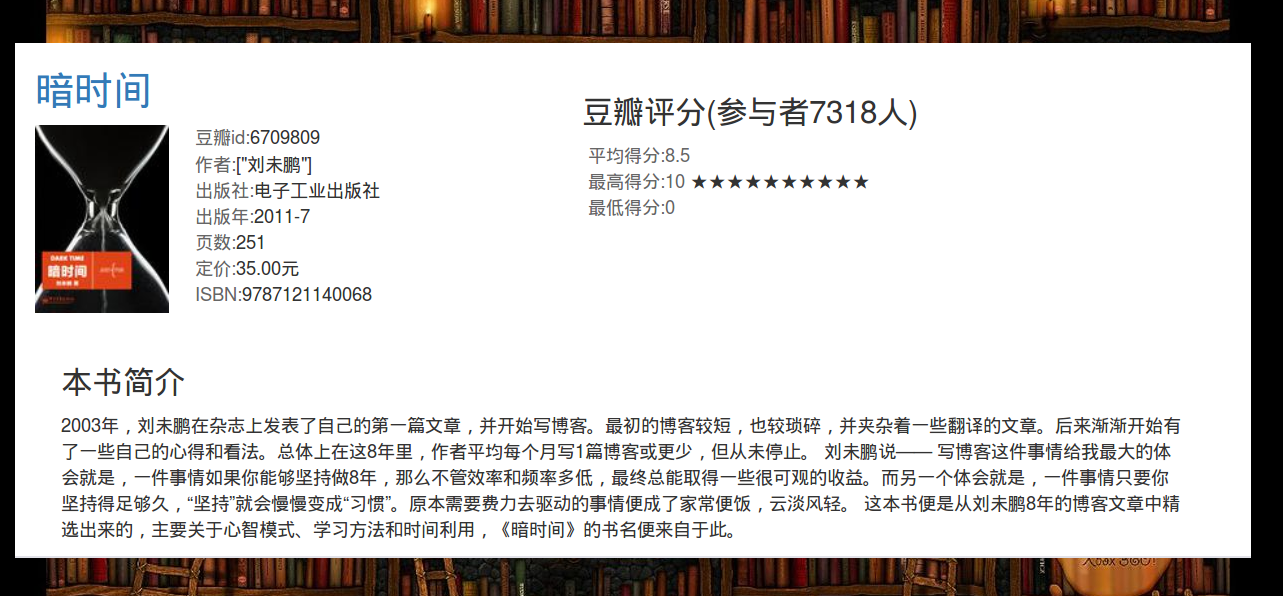 暗时间
DARK TIME
暗时间
刘未鹏 著
豆瓣id:6709809
作者:["刘未鹏"]
出版社:电子工业出版社
出版年:2011-7
页数:251
定价:35.00元
ISBN:9787121140068
豆瓣评分(参与者7318人)
平均得分:8.5
最高得分:10 ★★★★★★★★★★
最低得分:0
本书简介
2003年，刘未鹏在杂志上发表了自己的第一篇文章，并开始写博客。最初的博客较短，也较琐碎，并夹杂着一些翻译的文章。后来渐渐开始有
了一些自己的心得和看法。总体上在这8年里，作者平均每个月写1篇博客或更少，但从未停止。 刘未鹏说—— 写博客这件事情给我最大的体
会就是，一件事情如果你能够坚持做8年，那么不管效率和频率多低，最终总能取得一些很可观的收益。而另一个体会就是，一件事情只要你
坚持得足够久，“坚持”就会慢慢变成“习惯”。原本需要费力去驱动的事情便成了家常便饭，云淡风轻。 这本书便是从刘未鹏8年的博客文章中精
选出来的，主要关于心智模式、学习方法和时间利用，《暗时间》的书名便来自于此。